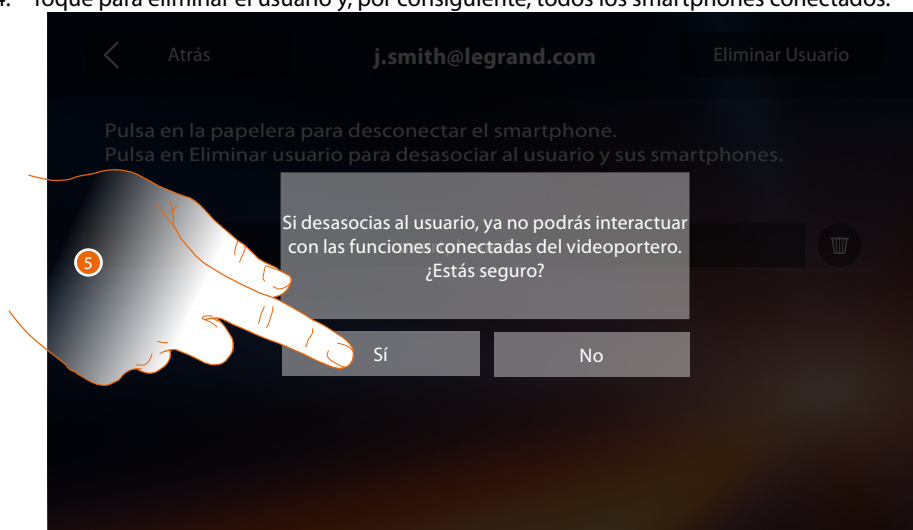 4. Toque para eliminar el usuario y, por consiguiente, todos los smartphones conectados.
Atrás
j.smith@legrand.com
Eliminar Usuario
Pulsa en la papelera para desconectar el smartphone.
Pulsa en Eliminar usuario para desasociar al usuario y sus smartphones.
Si desasocias al usuario, ya no podrás interactuar
con las funciones conectadas del videoportero.
¿Estás seguro?
5
Sí
No